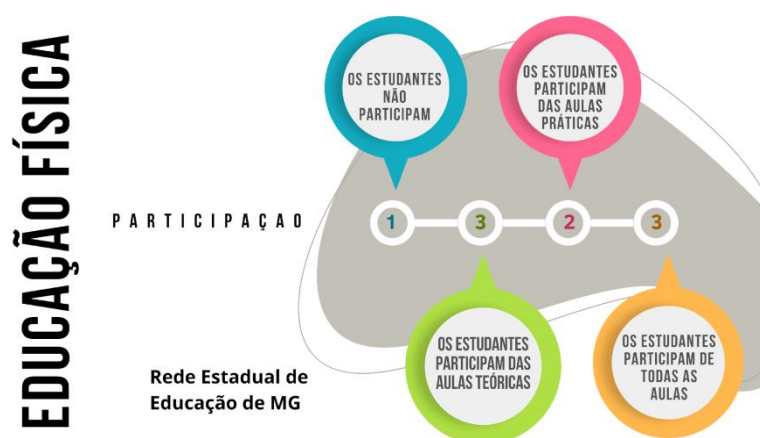 EDUCAÇÃO FÍSICA
OS ESTUDANTES
NÃO
PARTICIPAM
OS ESTUDANTES
PARTICIPAM
DAS AULAS
PRÁTICAS
PARTICIPAÇAO
1
3
2
3
OS ESTUDANTES
PARTICIPAM DAS
AULAS TEÓRICAS
OS ESTUDANTES
PARTICIPAM DE
TODAS AS
AULAS
Rede Estadual de
Educação de MG